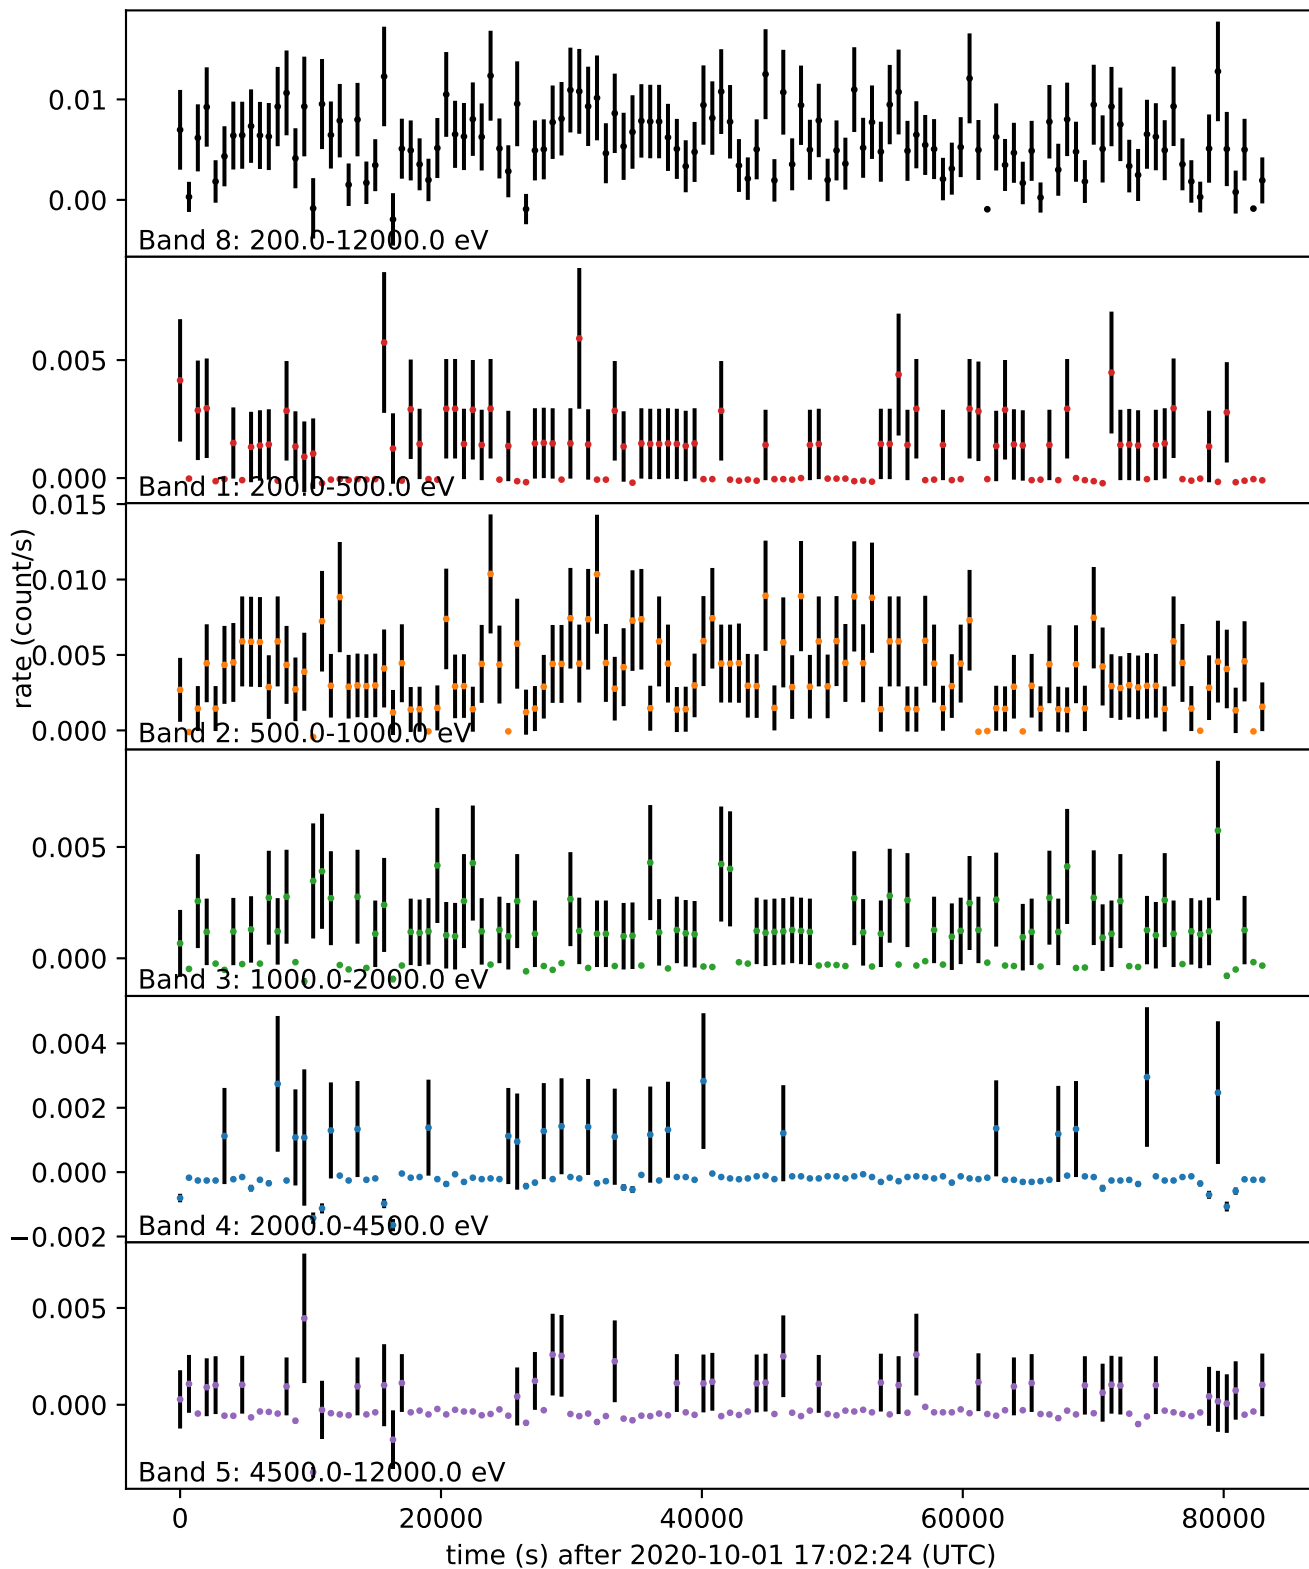 0.01
0.00
Band 8: 200.0-12000.0 eV
0.005
0.000
Band 1: 200.0-500.0 eV
0.015
0.010
0.005
0.000
Band 2: 500.0-1000.0 eV
rate (count/s)
0.005
0.000
Band 3: 1000.0-2000.0 eV
0.004
0.002
0.000
−0.002
Band 4: 2000.0-4500.0 eV
0.005
0.000
Band 5: 4500.0-12000.0 eV
0 20000 40000 60000 80000
time (s) after 2020-10-01 17:02:24 (UTC)